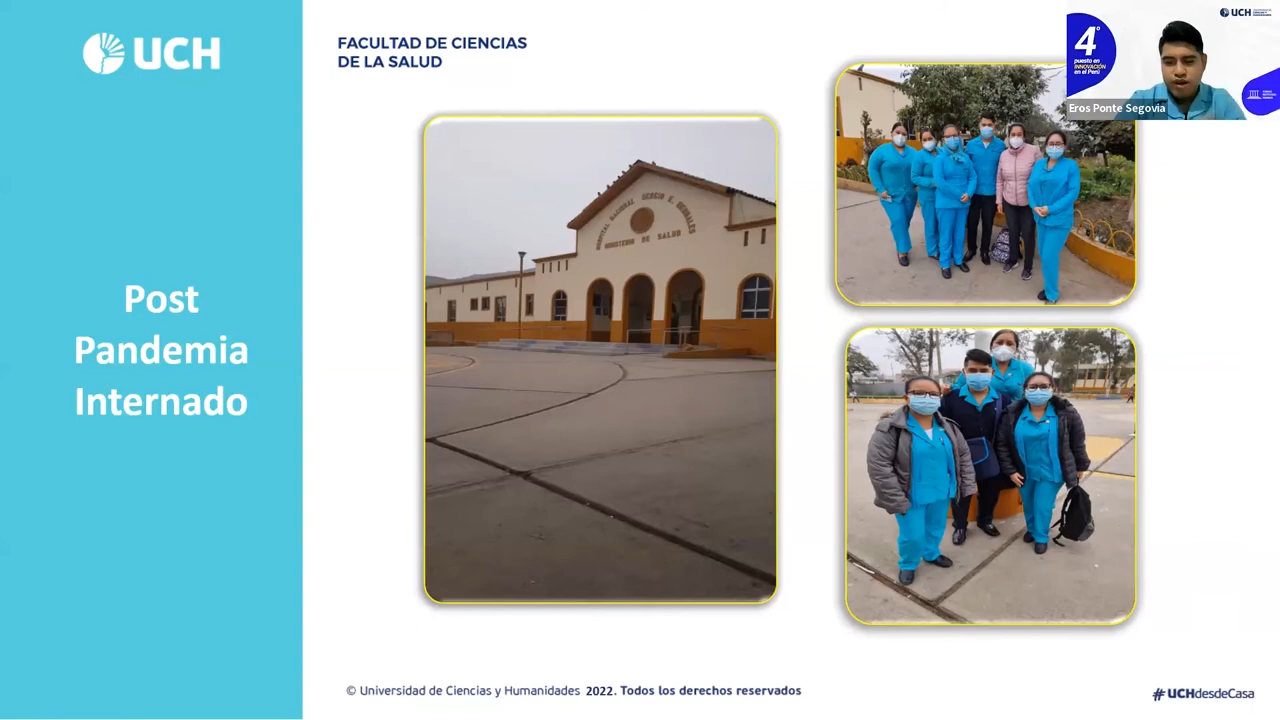 UCH
FACULTAD DE CIENCIAS
DE LA SALUD
Post
Pandemia
Internado
HOSPITAL NACIONAL SERGIO E. BERNALES
MINISTERIO DE SALUD
UCH
4°
puesto en
INNOVACIÓN
en el Perú
Eros Ponte Segovia
© Universidad de Ciencias y Humanidades 2022. Todos los derechos reservados
#UCHdesdeCasa